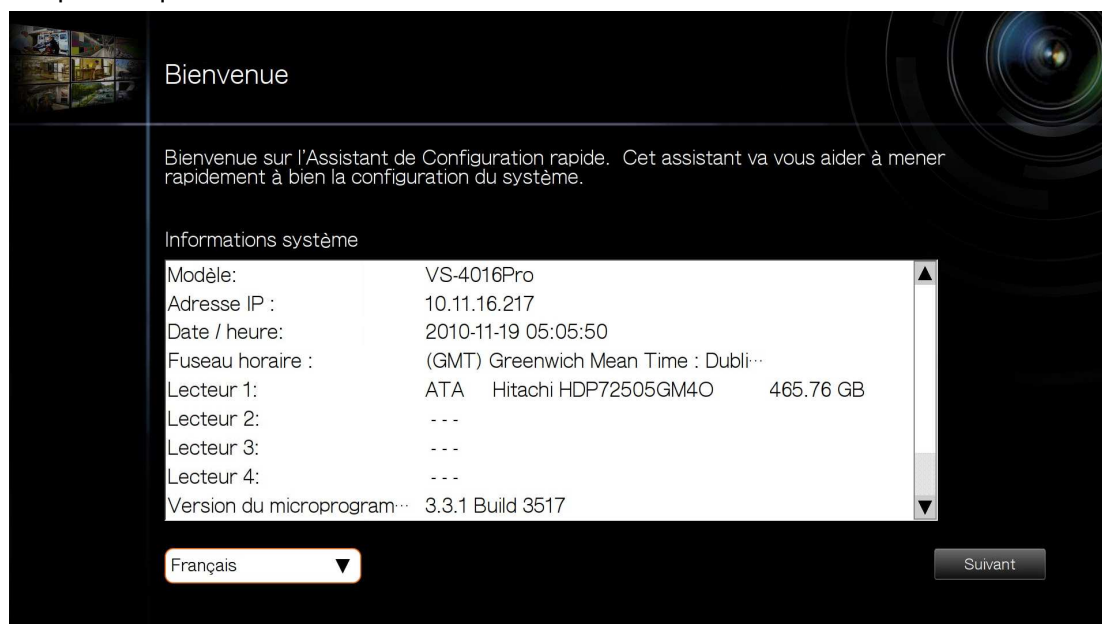 Bienvenue
Bienvenue sur l'Assistant de Configuration rapide. Cet assistant va vous aider à mener
rapidement à bien la configuration du système.
Informations système
Modèle: VS-4016Pro
Adresse IP : 10.11.16.217
Date / heure: 2010-11-19 05:05:50
Fuseau horaire : (GMT) Greenwich Mean Time : Dubli...
Lecteur 1: ATA Hitachi HDP72505GM4O 465.76 GB
Lecteur 2: ---
Lecteur 3: ---
Lecteur 4: ---
Version du microprogram... 3.3.1 Build 3517
Français
Suivant